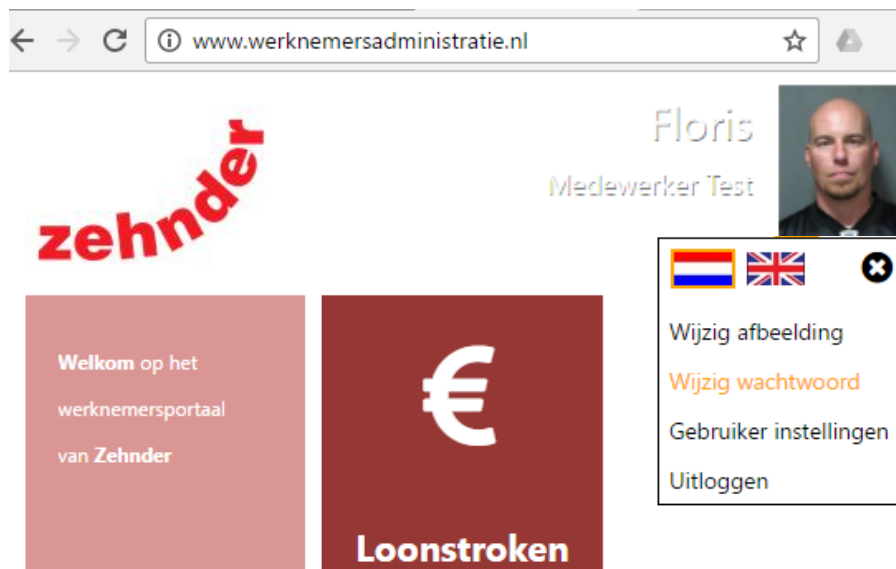 www.werknemersadministratie.nl
zehnder
Floris
Medewerker Test
Wijzig afbeelding
Wijzig wachtwoord
Gebruiker instellingen
Uitloggen
Welkom op het
werknemersportaal
van Zehnder
€
Loonstroken